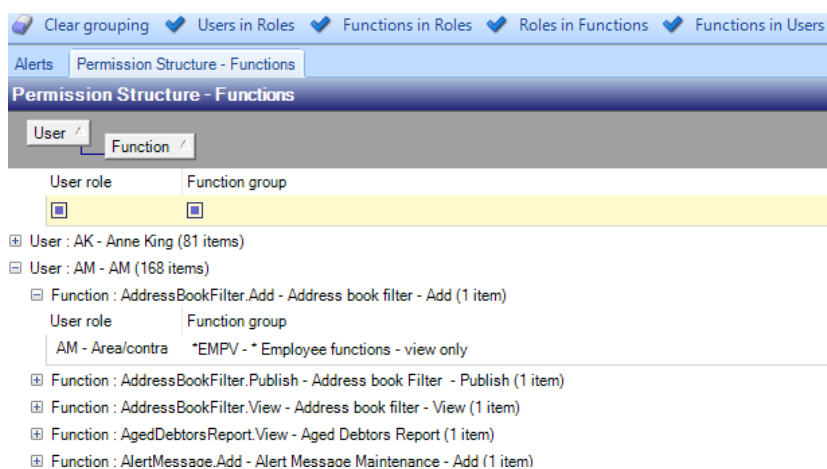 Clear grouping Users in Roles Functions in Roles Roles in Functions Functions in Users
Alerts Permission Structure - Functions
Permission Structure - Functions
User
Function
User role Function group
User : AK - Anne King (81 items)
User : AM - AM (168 items)
Function : AddressBookFilter.Add - Address book filter - Add (1 item)
User role Function group
AM - Area/contra *EMPV - * Employee functions - view only
Function : AddressBookFilter.Publish - Address book Filter - Publish (1 item)
Function : AddressBookFilter.View - Address book filter - View (1 item)
Function : AgedDebtorsReport.View - Aged Debtors Report (1 item)
Function : AlertMessage.Add - Alert Message Maintenance - Add (1 item)